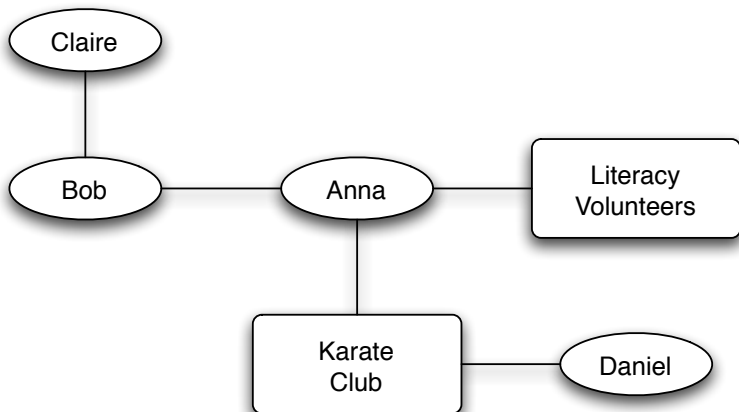 Claire
Bob
Anna
Literacy
Volunteers
Karate
Club
Daniel